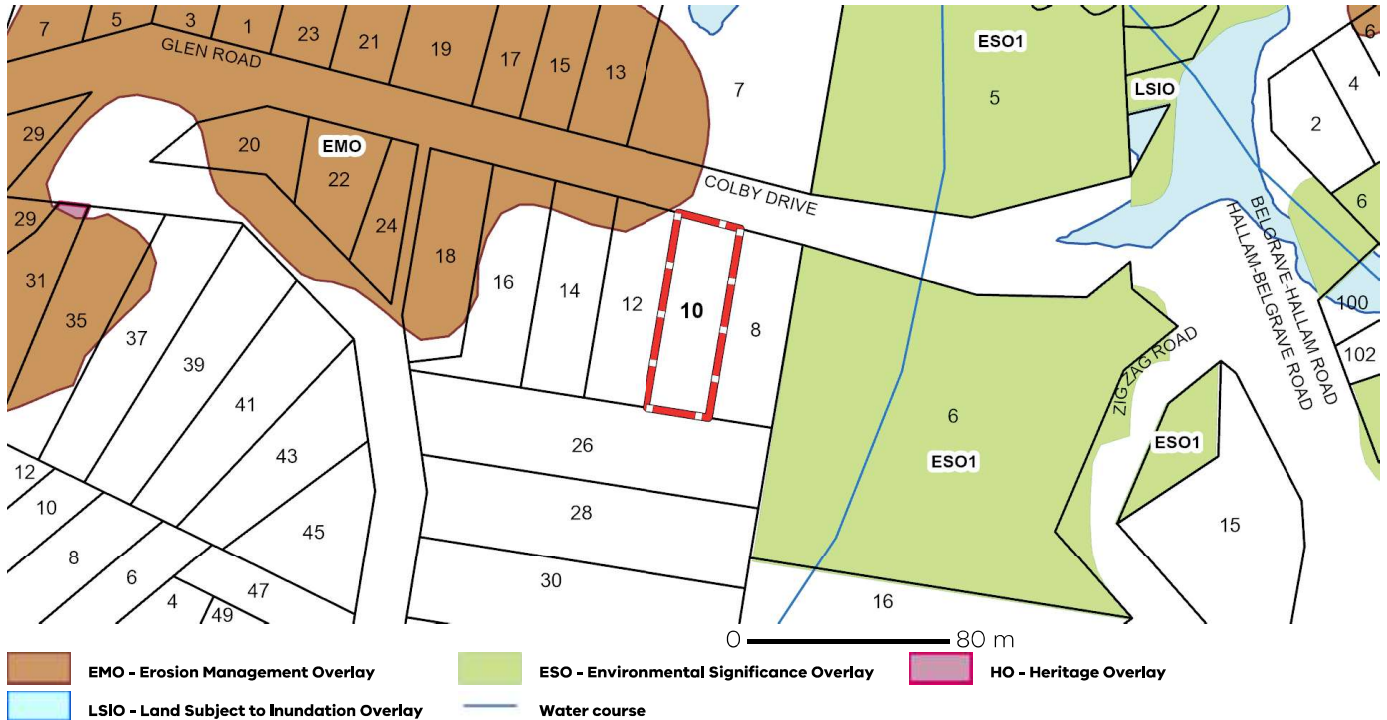 7 5 3 1 23 21 19 17 15 13 7 ESO1 6
GLEN ROAD
5 LSIO 4
2
29 20 EMO 22 24 COLBY DRIVE
6
29 18 16 14 12 10 8 BELGRAVE-HALLAM ROAD
HALLAM-BELGRAVE ROAD
31 35 37 39 ZIG ZAG ROAD 100
102
41 26 6 ESO1 ESO1
43
12 10 45 28 15
8 6 47 30 16
4 49
0 80 m
EMO - Erosion Management Overlay ESO - Environmental Significance Overlay HO - Heritage Overlay
LSIO - Land Subject to Inundation Overlay Water course